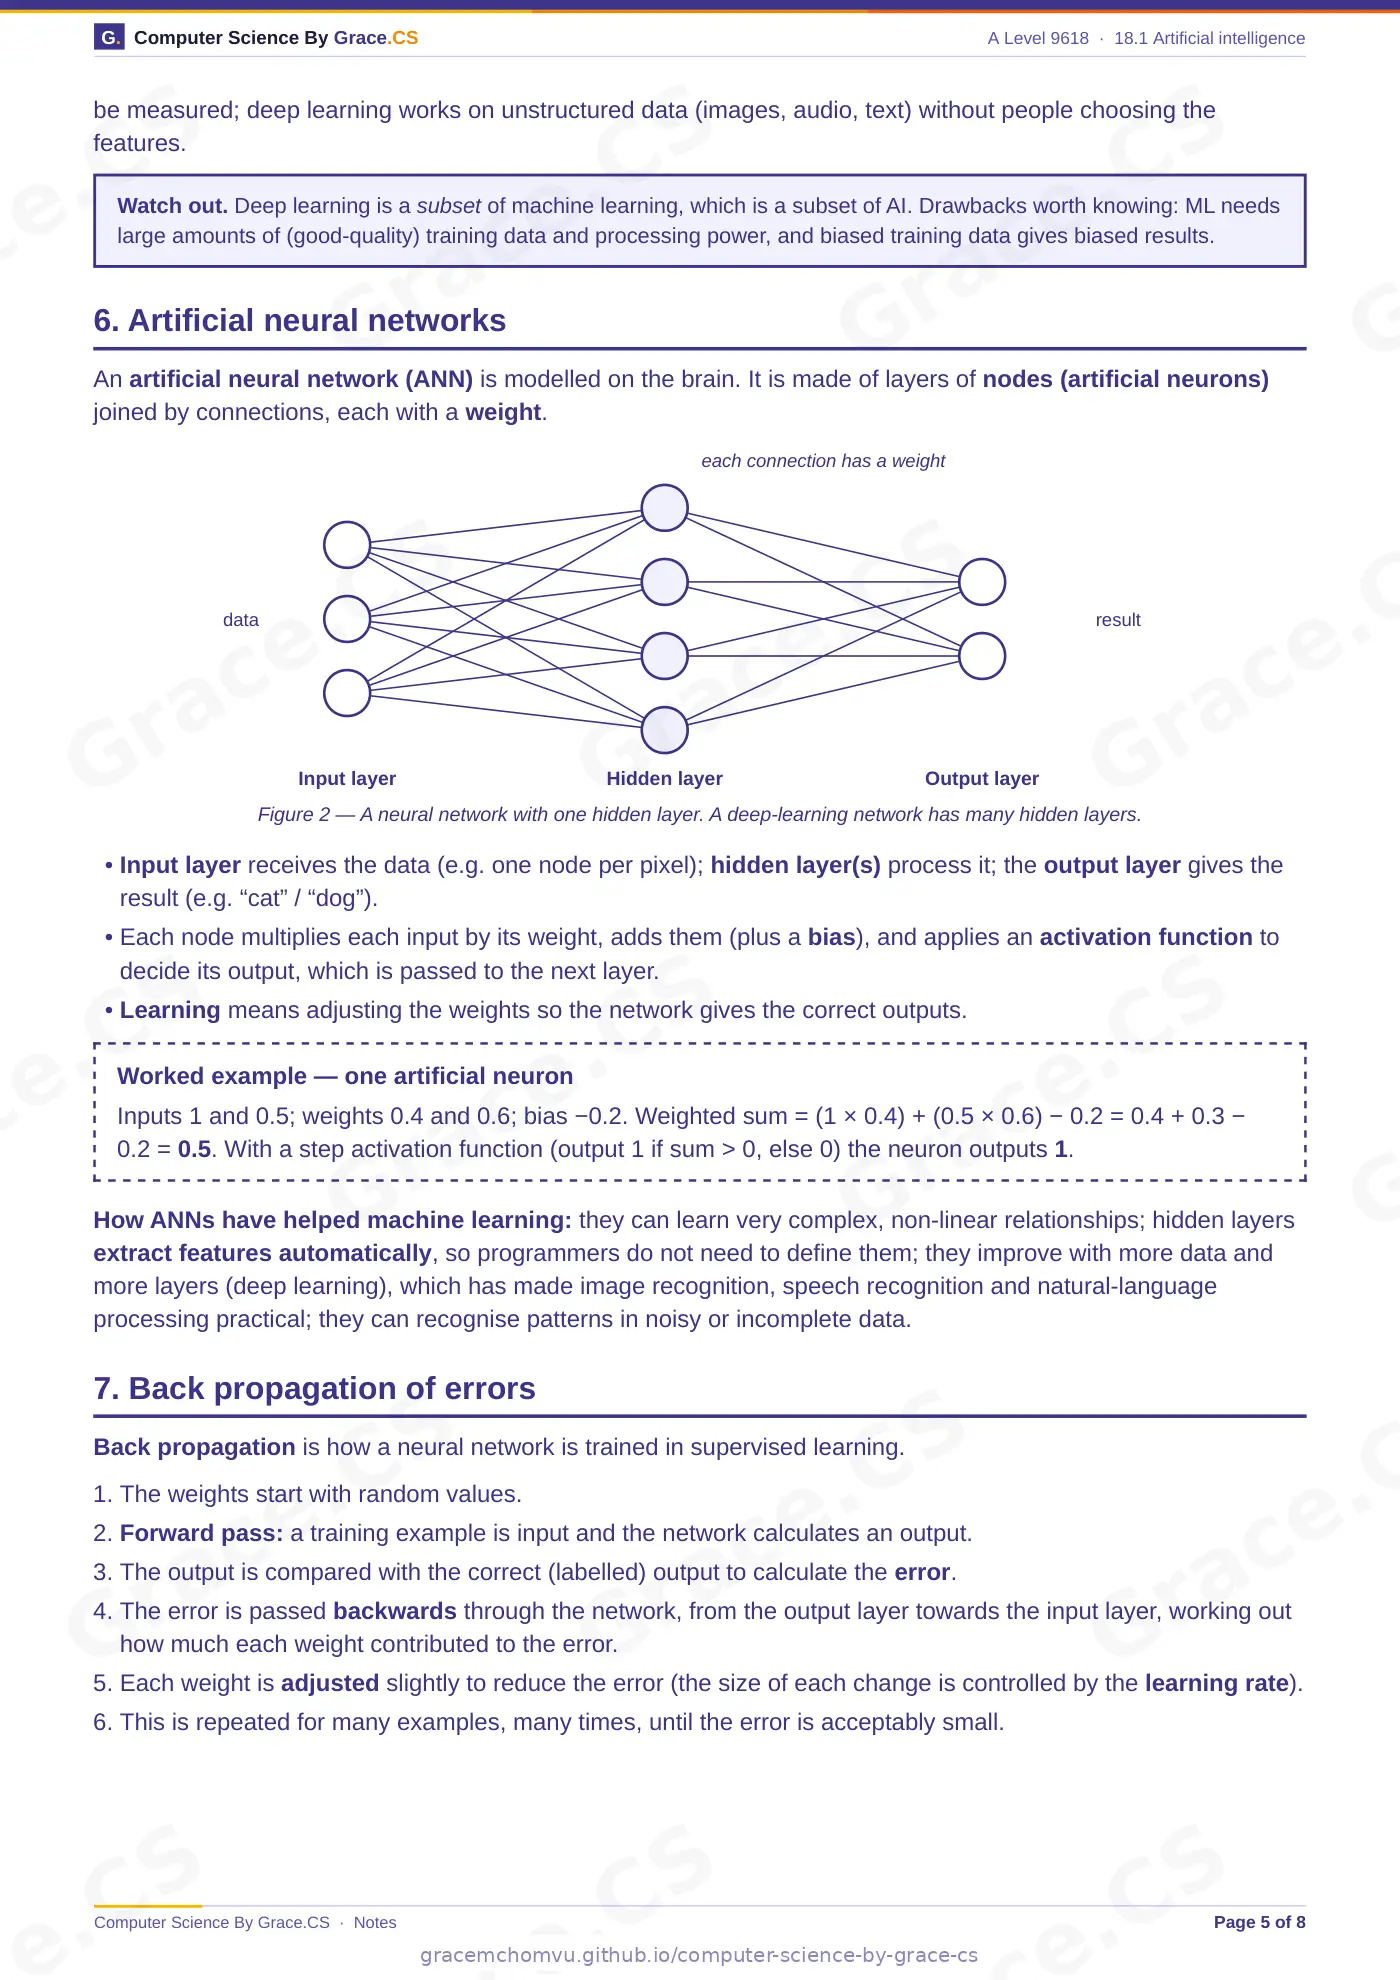 G. Computer Science By Grace.CS
A Level 9618 · 18.1 Artificial intelligence
be measured; deep learning works on unstructured data (images, audio, text) without people choosing the
features.
Watch out. Deep learning is a subset of machine learning, which is a subset of AI. Drawbacks worth knowing: ML needs
large amounts of (good-quality) training data and processing power, and biased training data gives biased results.
6. Artificial neural networks
An artificial neural network (ANN) is modelled on the brain. It is made of layers of nodes (artificial neurons)
joined by connections, each with a weight.
each connection has a weight
data
result
Input layer
Hidden layer
Output layer
Figure 2 — A neural network with one hidden layer. A deep-learning network has many hidden layers.
• Input layer receives the data (e.g. one node per pixel); hidden layer(s) process it; the output layer gives the
result (e.g. “cat” / “dog”).
• Each node multiplies each input by its weight, adds them (plus a bias), and applies an activation function to
decide its output, which is passed to the next layer.
• Learning means adjusting the weights so the network gives the correct outputs.
Worked example — one artificial neuron
Inputs 1 and 0.5; weights 0.4 and 0.6; bias −0.2. Weighted sum = (1 × 0.4) + (0.5 × 0.6) − 0.2 = 0.4 + 0.3 −
0.2 = 0.5. With a step activation function (output 1 if sum > 0, else 0) the neuron outputs 1.
How ANNs have helped machine learning: they can learn very complex, non-linear relationships; hidden layers
extract features automatically, so programmers do not need to define them; they improve with more data and
more layers (deep learning), which has made image recognition, speech recognition and natural-language
processing practical; they can recognise patterns in noisy or incomplete data.
7. Back propagation of errors
Back propagation is how a neural network is trained in supervised learning.
1. The weights start with random values.
2. Forward pass: a training example is input and the network calculates an output.
3. The output is compared with the correct (labelled) output to calculate the error.
4. The error is passed backwards through the network, from the output layer towards the input layer, working out
how much each weight contributed to the error.
5. Each weight is adjusted slightly to reduce the error (the size of each change is controlled by the learning rate).
6. This is repeated for many examples, many times, until the error is acceptably small.
Computer Science By Grace.CS · Notes
Page 5 of 8
gracemchomvu.github.io/computer-science-by-grace-cs